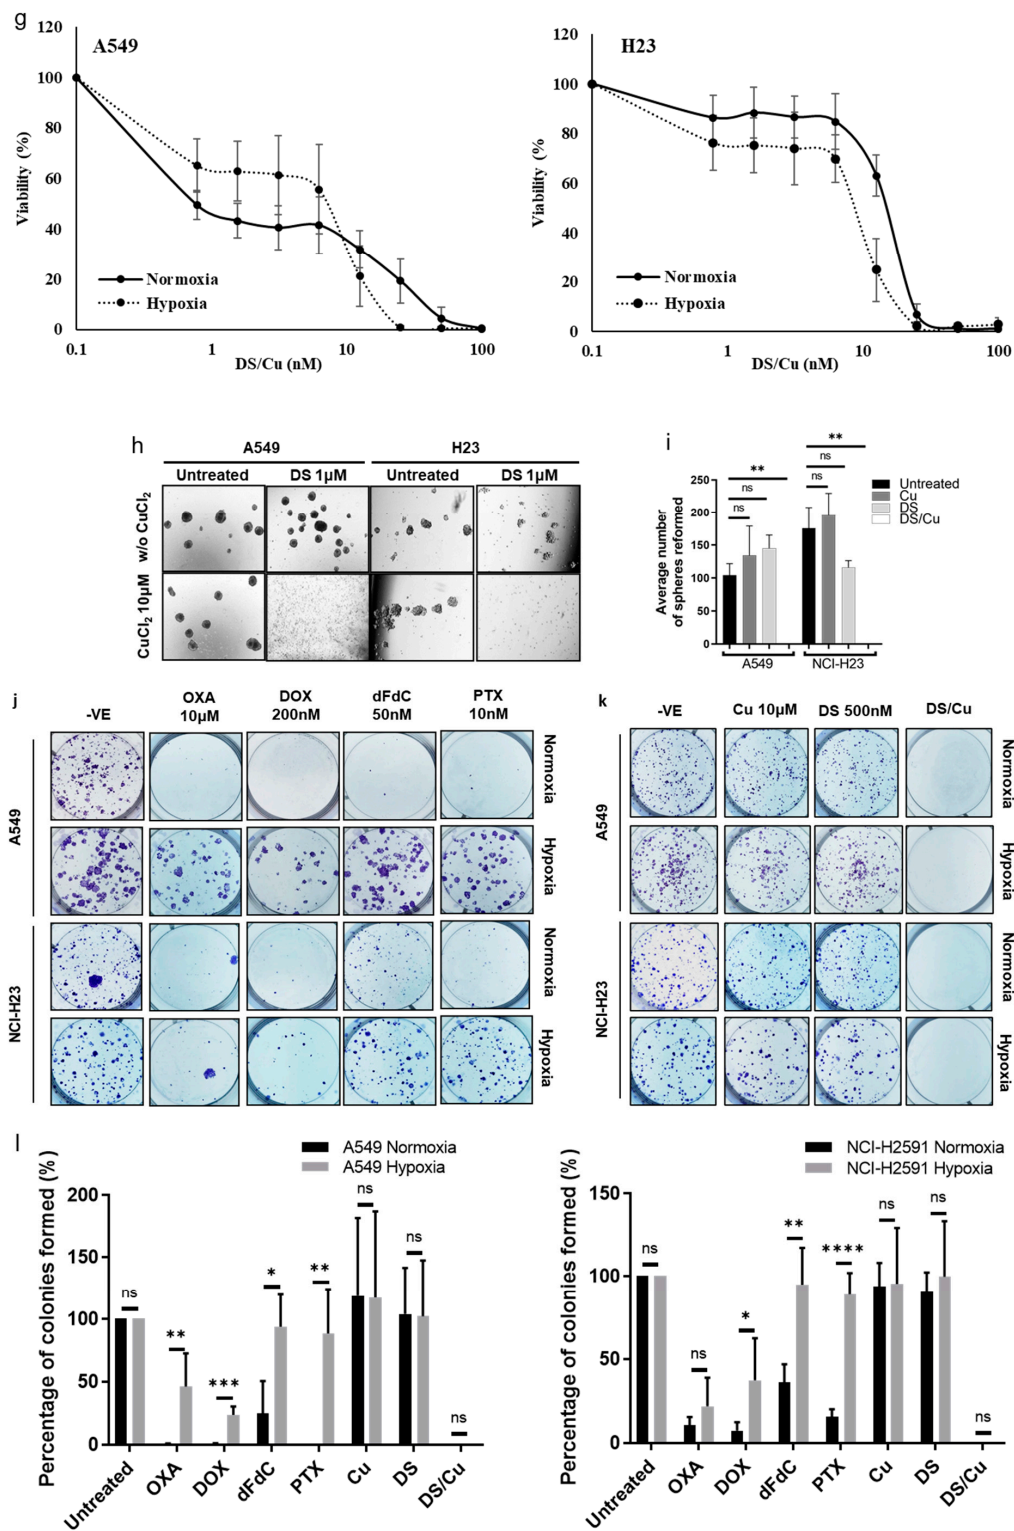 g
A549
120
100
80
60
40
20
0
Viability (%)
Normoxia
Hypoxia
0.1
1
10
100
DS/Cu (nM)
H23
120
100
80
60
40
20
0
Viability (%
Normoxia
Hypoxia
0.1
1
10
100
DS/Cu (nM)
h
A549
H23
Untreated
DS 1µM
Untreated
DS 1µM
w/o CuCl₂
CuCl₂ 10µM
i
**
ns
ns
**
ns
ns
250
200
150
100
50
0
Average number
of spheres reformed
A549
NCI-H23
Untreated
Cu
DS
DS/Cu
j
-VE
OXA
10µM
DOX
200nM
dFdC
50nM
PTX
10nM
A549
Normoxia
Hypoxia
NCI-H23
Normoxia
Hypoxia
k
-VE
Cu 10µM
DS 500nM
DS/Cu
A549
Normoxia
Hypoxia
NCI-H23
Normoxia
Hypoxia
l
A549 Normoxia
A549 Hypoxia
Percentage of colonies formed (%)
200
150
100
50
0
ns
**
***
*
**
ns
ns
ns
Untreated
OXA
DOX
dFdC
PTX
Cu
DS
DS/Cu
NCI-H2591 Normoxia
NCI-H2591 Hypoxia
Percentage of colonies formed (%)
150
100
50
0
ns
ns
*
**
****
ns
ns
ns
Untreated
OXA
DOX
dFdC
PTX
Cu
DS
DS/Cu